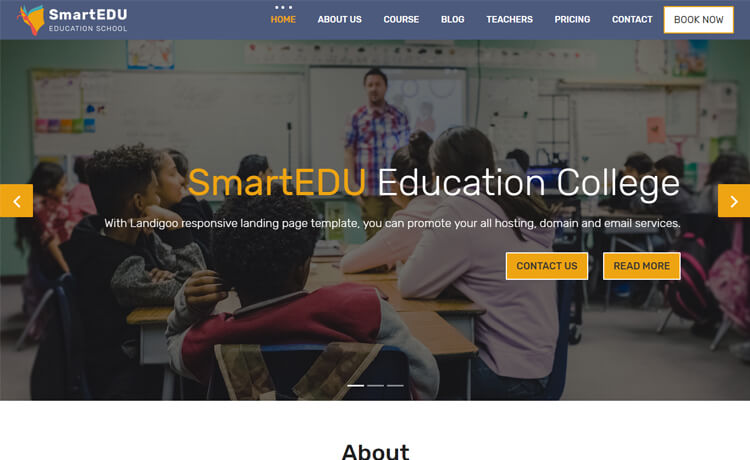 SmartEDU
EDUCATION SCHOOL
HOME ABOUT US COURSE BLOG TEACHERS PRICING CONTACT BOOK NOW
SmartEDU Education College
With Landigoo responsive landing page template, you can promote your all hosting, domain and email services.
CONTACT US READ MORE
About